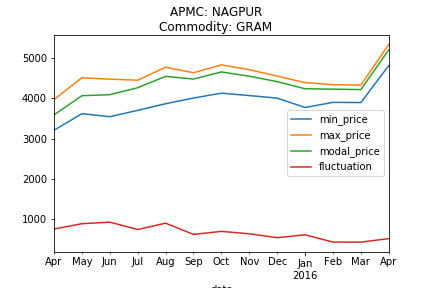 APMC: NAGPUR
Commodity: GRAM
5000
4000
3000
2000
1000
min_price
max_price
modal_price
fluctuation
Apr May Jun Jul Aug Sep Oct Nov Dec Jan Feb Mar Apr
2016